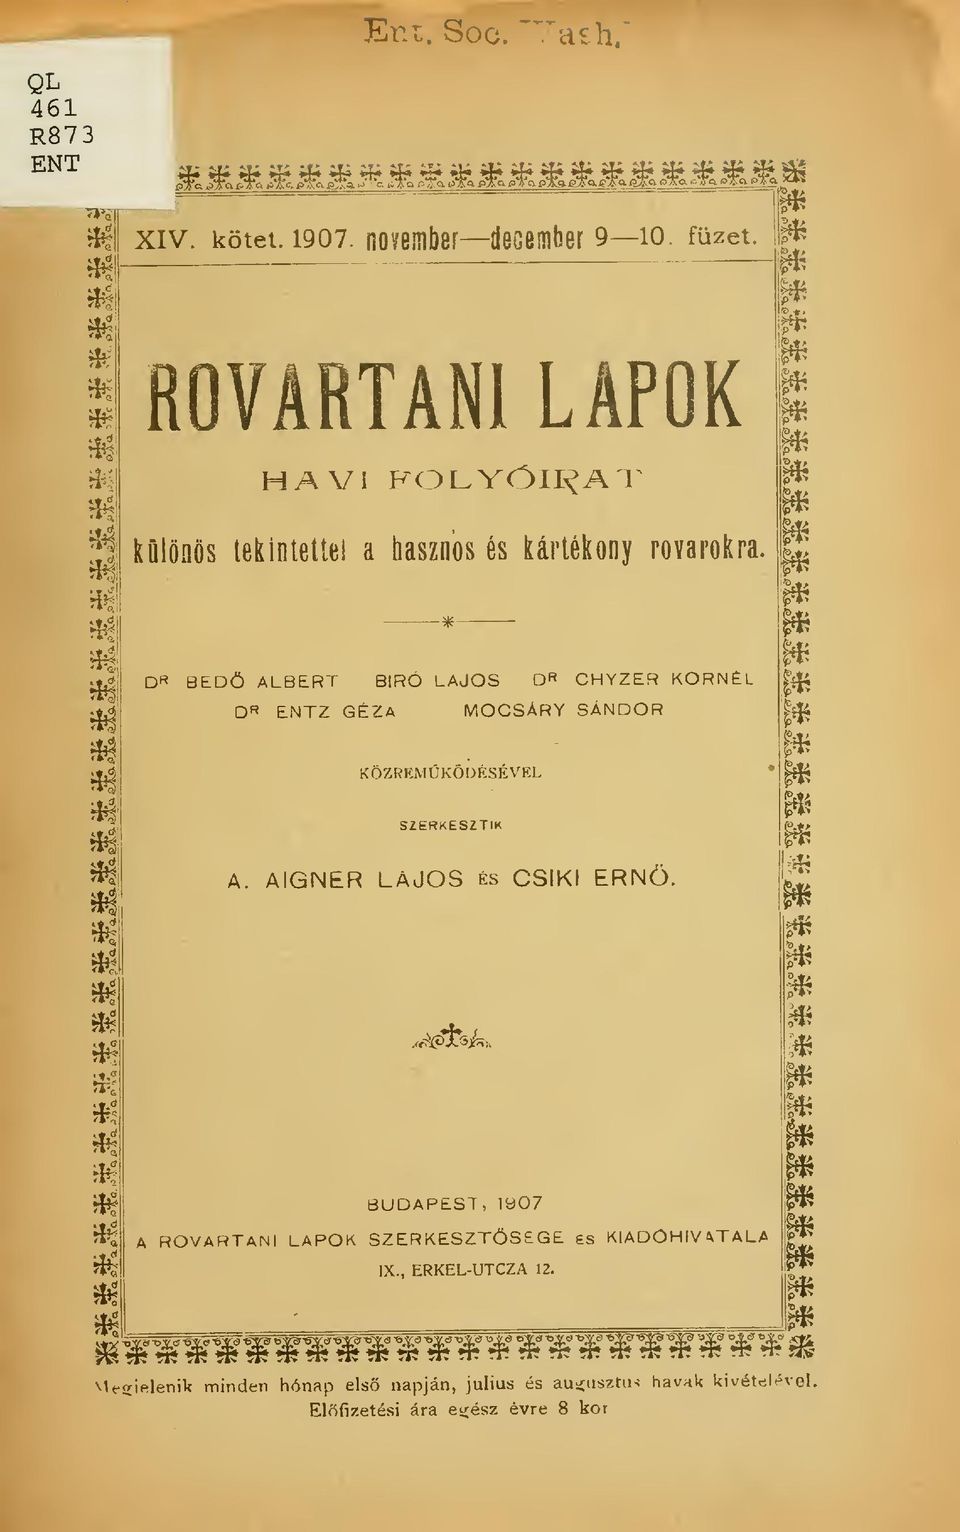 Ent. Soc. Wash.
QL
461
R873
ENT
XIV. kötet. 1907. november—december 9—10. füzet.
ROVARTANI LAPOK
HAVI FOLYÓIRAT
különös tekintettel a hasznos és kártékony rovarokra.
DR BEDŐ ALBERT BIRÓ LAJOS DR CHYZER KORNÉL
DR ENTZ GÉZA MOCSÁRY SÁNDOR
KÖZREMŰKÖDÉSÉVEL
SZERKESZTIK
A. AIGNER LAJOS ÉS CSIKI ERNŐ.
BUDAPEST, 1907
A ROVARTANI LAPOK SZERKESZTŐSÉGE ÉS KIADÓHIVATALA
IX., ERKEL-UTCZA 12.
Megjelenik minden hónap első napján, julius és augusztus havak kivételével.
Előfizetési ára egész évre 8 kor